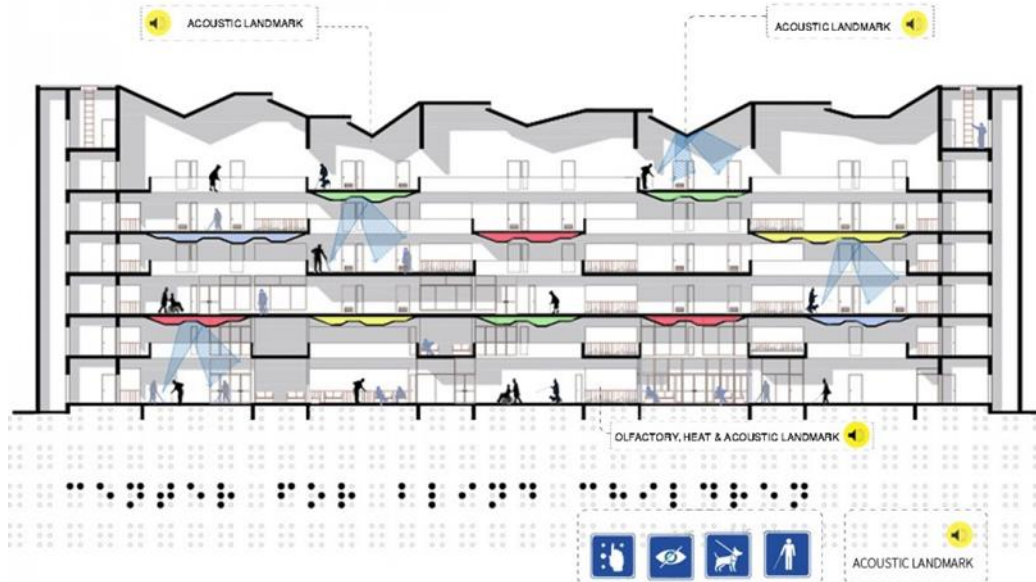 ACOUSTIC LANDMARK
ACOUSTIC LANDMARK
OLFACTORY, HEAT & ACOUSTIC LANDMARK
⠉⠑⠝⠞⠑⠗ ⠋⠕⠗ ⠃⠇⠊⠝⠙ ⠉⠓⠊⠇⠙⠗⠑⠝
ACOUSTIC LANDMARK